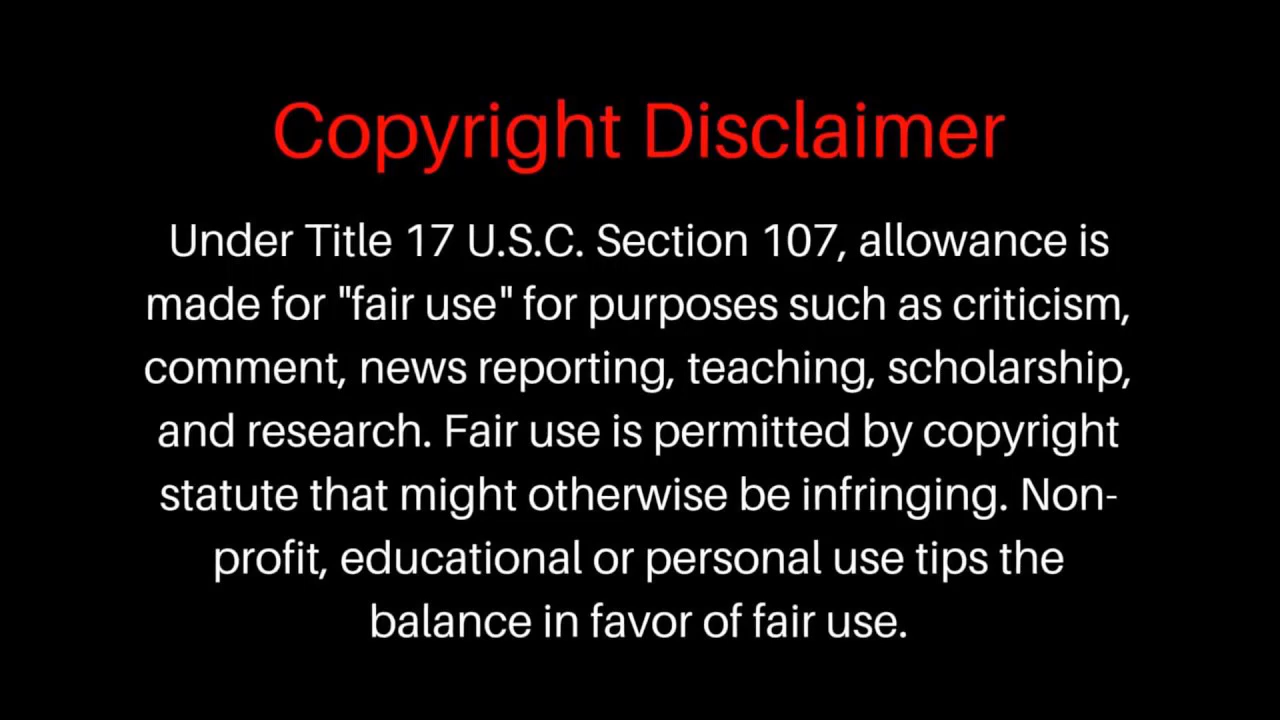 Copyright Disclaimer
Under Title 17 U.S.C. Section 107, allowance is
made for "fair use" for purposes such as criticism,
comment, news reporting, teaching, scholarship,
and research. Fair use is permitted by copyright
statute that might otherwise be infringing. Non-
profit, educational or personal use tips the
balance in favor of fair use.